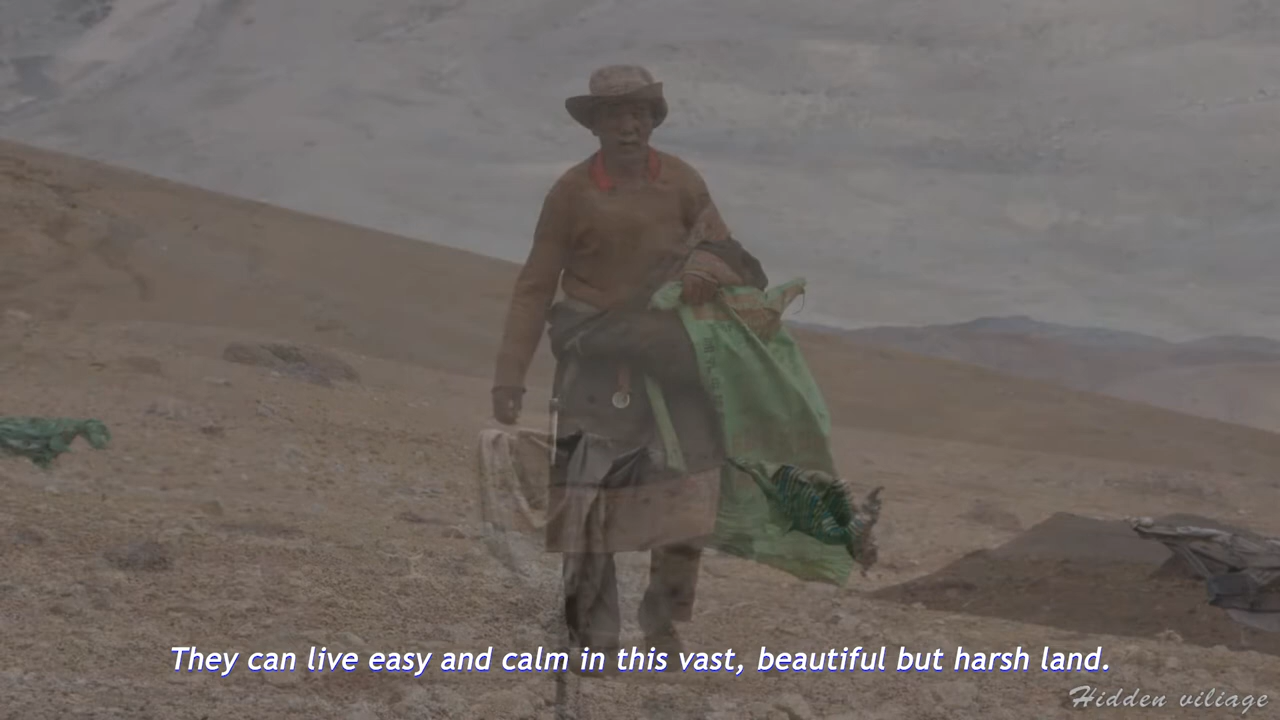 They can live easy and calm in this vast, beautiful but harsh land.
Hidden viliage